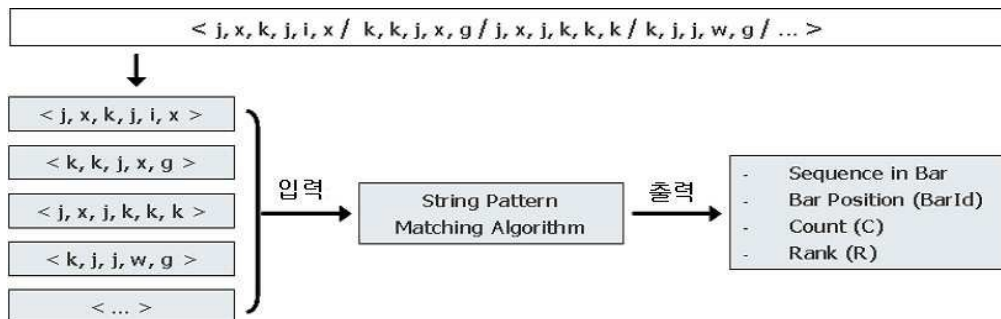 < j, x, k, j, i, x / k, k, j, x, g / j, x, j, k, k, k / k, j, j, w, g / ... >
< j, x, k, j, i, x >
< k, k, j, x, g >
< j, x, j, k, k, k >
< k, j, j, w, g >
< ... >
입력
String Pattern
Matching Algorithm
출력
- Sequence in Bar
- Bar Position (BarId)
- Count (C)
- Rank (R)